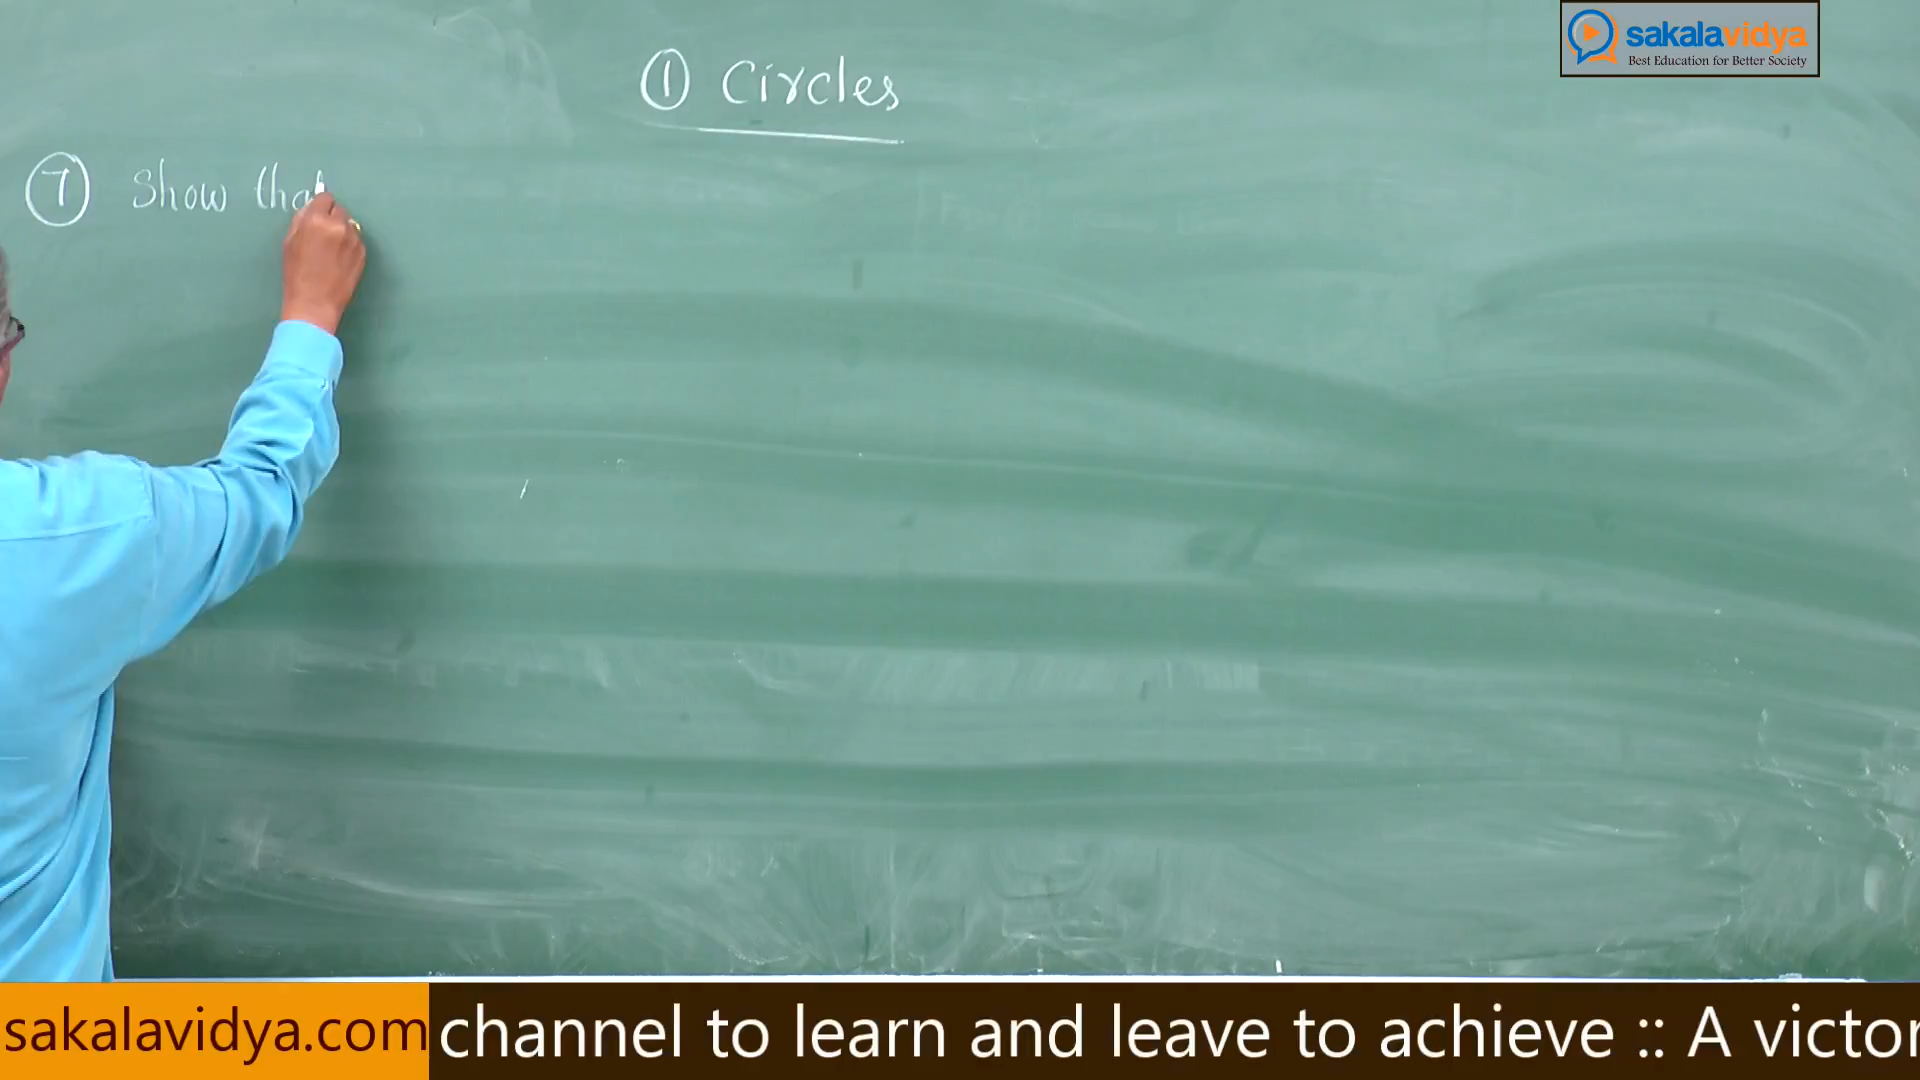 sakalavidya
Best Education for Better Society
① Circles
⑦ Show that
sakalavidya.com channel to learn and leave to achieve :: A victor